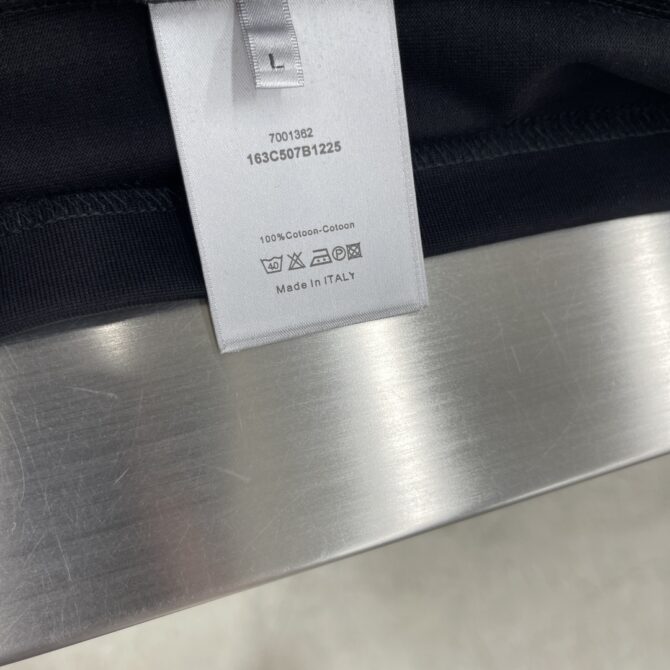 L
7001362
163C507B1225
100%Cotoon-Cotoon
40 P
Made In ITALY